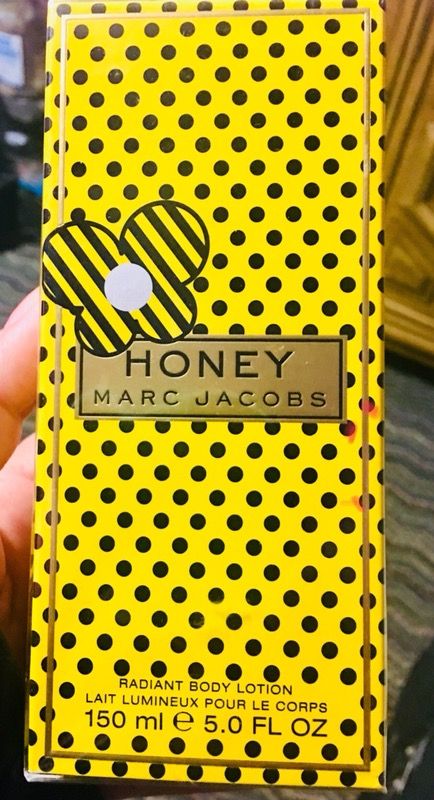 HONEY
MARC JACOBS
RADIANT BODY LOTION
LAIT LUMINEUX POUR LE CORPS
150 ml ℮ 5.0 FL OZ